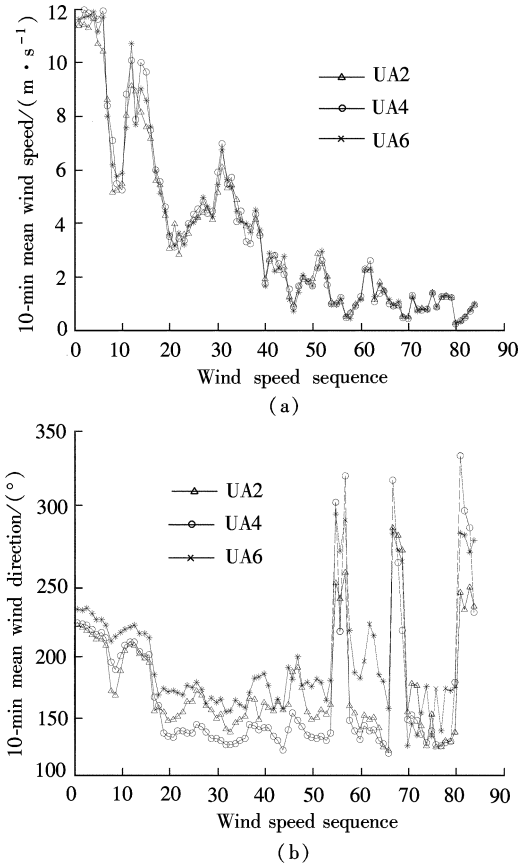 12
10
8
6
4
2
0
10-min mean wind speed/(m·s⁻¹)
UA2
UA4
UA6
0 10 20 30 40 50 60 70 80 90
Wind speed sequence
(a)
350
300
250
200
150
100
10-min mean wind direction/(°)
UA2
UA4
UA6
0 10 20 30 40 50 60 70 80 90
Wind speed sequence
(b)